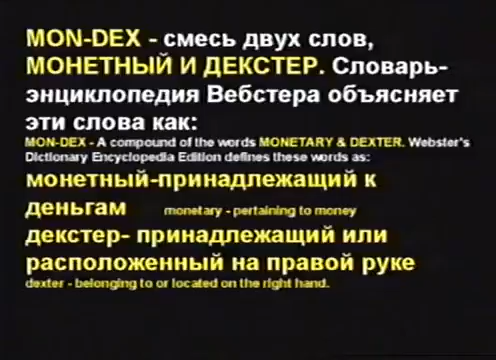 MON-DEX - смесь двух слов,
МОНЕТНЫЙ И ДЕКСТЕР. Словарь-
энциклопедия Вебстера объясняет
эти слова как:
MON-DEX - A compound of the words MONETARY & DEXTER. Webster's
Dictionary Encyclopedia Edition defines these words as:
монетный-принадлежащий к
деньгам monetary - pertaining to money
декстер- принадлежащий или
расположенный на правой руке
dexter - belonging to or located on the right hand.